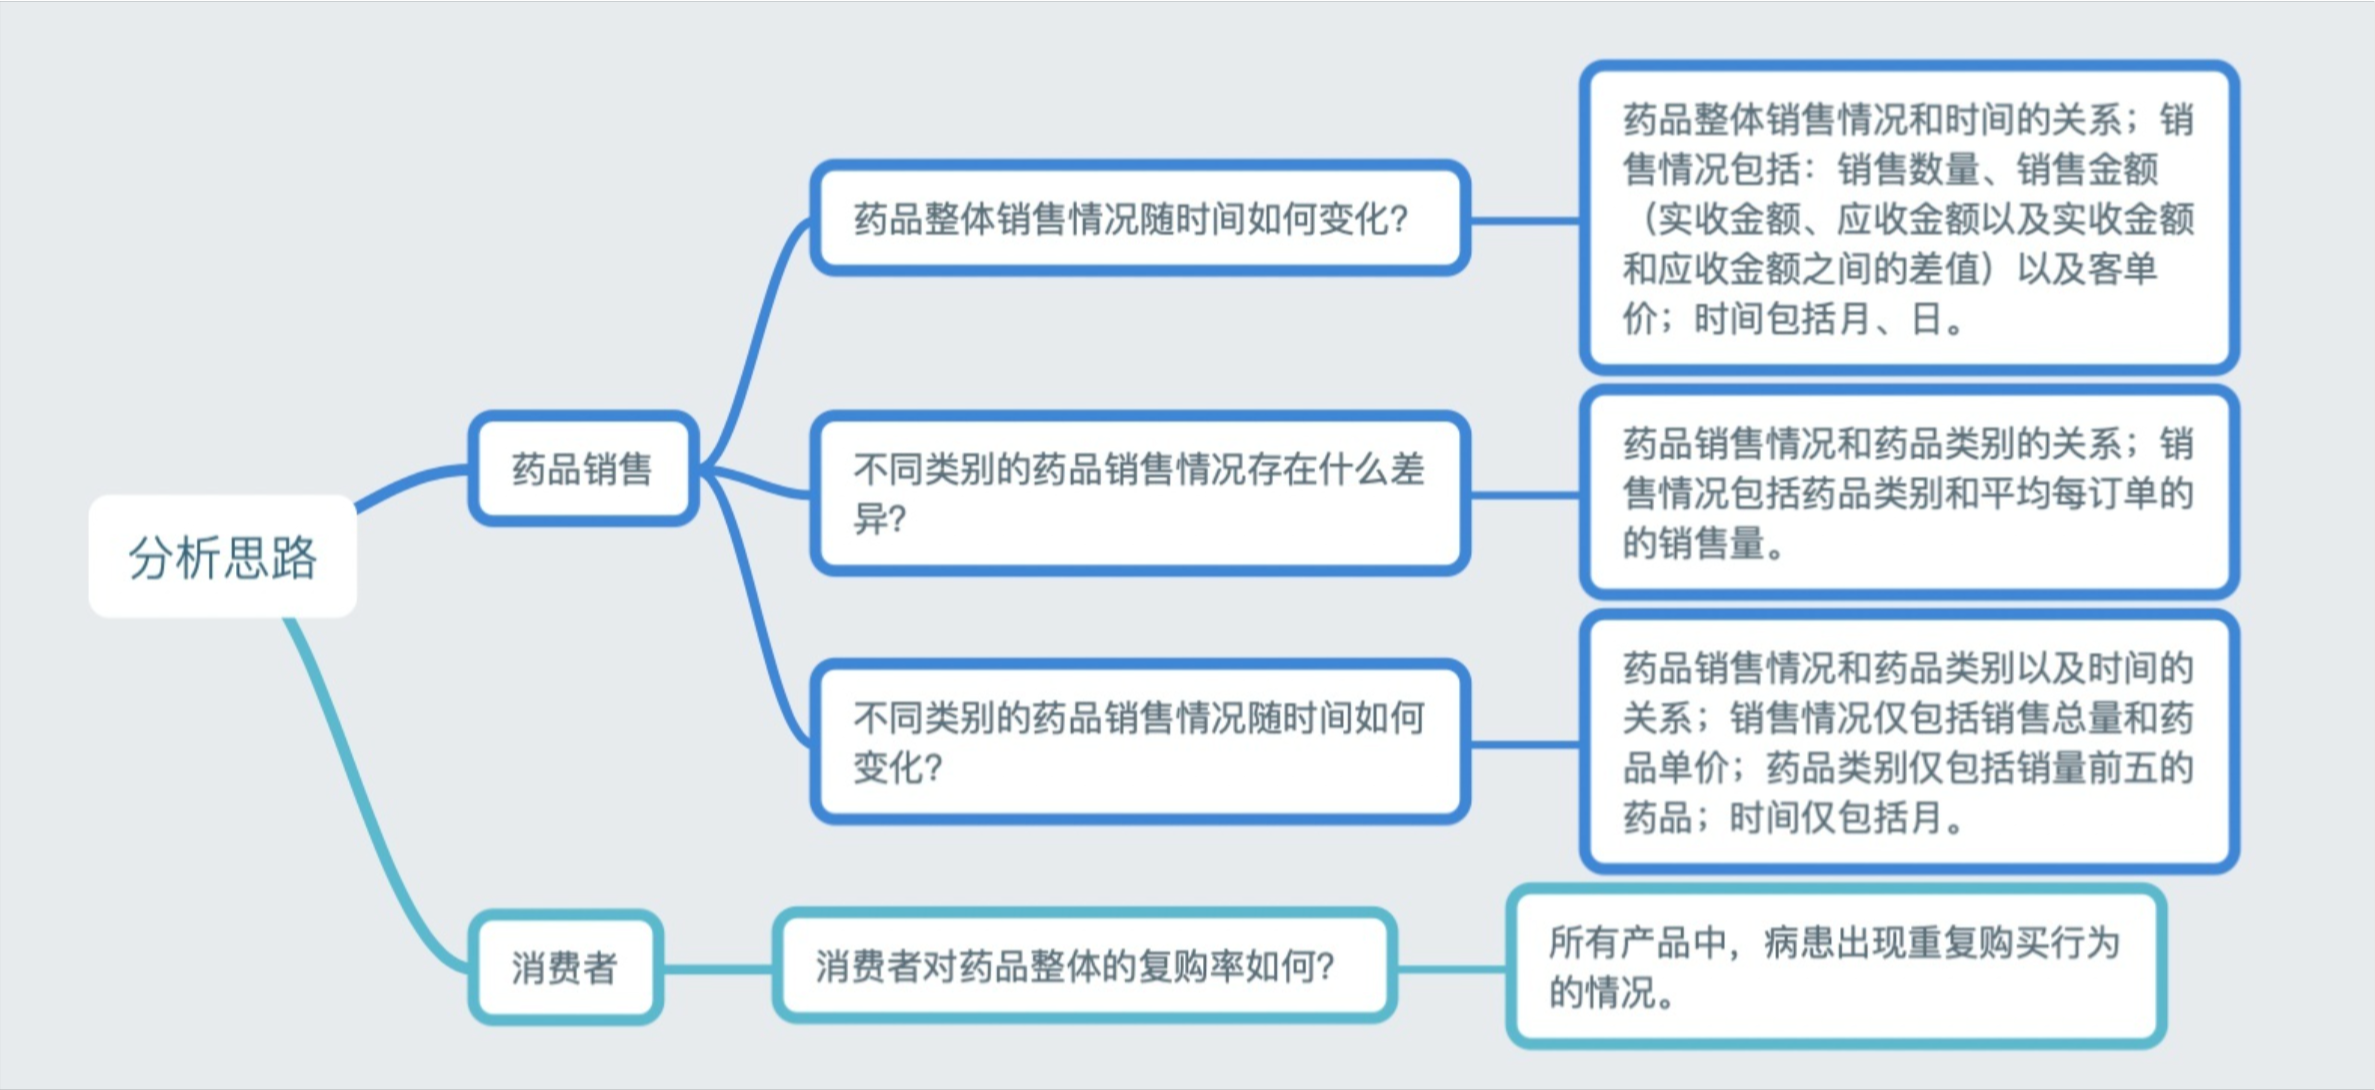 分析思路
药品销售
药品整体销售情况随时间如何变化?
药品整体销售情况和时间的关系；销
售情况包括：销售数量、销售金额
（实收金额、应收金额以及实收金额
和应收金额之间的差值）以及客单
价；时间包括月、日。
不同类别的药品销售情况存在什么差
异?
药品销售情况和药品类别的关系；销
售情况包括药品类别和平均每订单的
的销售量。
不同类别的药品销售情况随时间如何
变化?
药品销售情况和药品类别以及时间的
关系；销售情况仅包括销售总量和药
品单价；药品类别仅包括销量前五的
药品；时间仅包括月。
消费者
消费者对药品整体的复购率如何?
所有产品中，病患出现重复购买行为
的情况。